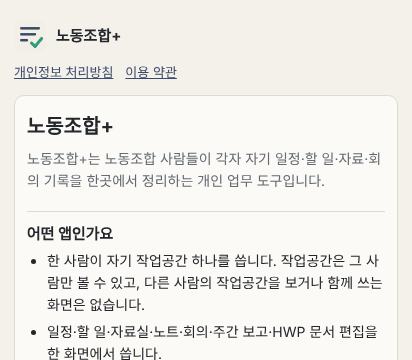 노동조합+
개인정보 처리방침 이용 약관
노동조합+
노동조합+는 노동조합 사람들이 각자 자기 일정·할 일·자료·회
의 기록을 한곳에서 정리하는 개인 업무 도구입니다.
어떤 앱인가요
• 한 사람이 자기 작업공간 하나를 씁니다. 작업공간은 그 사
람만 볼 수 있고, 다른 사람의 작업공간을 보거나 함께 쓰는
화면은 없습니다.
• 일정·할 일·자료실·노트·회의·주간 보고·HWP 문서 편집을
한 화면에서 씁니다.